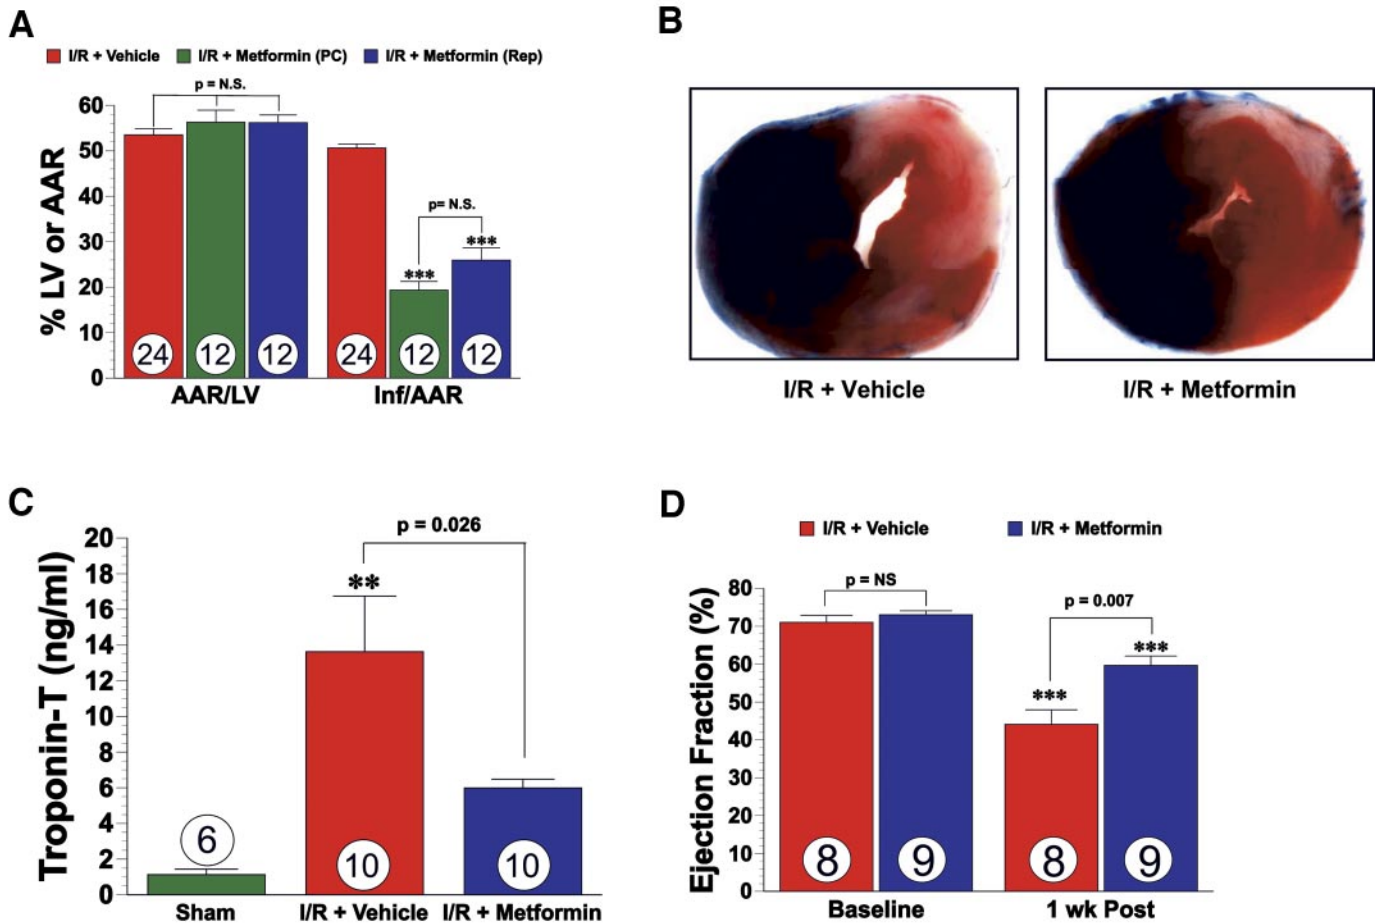 A
I/R + Vehicle I/R + Metformin (PC) I/R + Metformin (Rep)
p = N.S.
% LV or AAR
60
50
40
30
20
10
0
p= N.S.
***
***
24 12 12 24 12 12
AAR/LV Inf/AAR
B
I/R + Vehicle I/R + Metformin
C
Troponin-T (ng/ml)
20
18
16
14
12
10
8
6
4
2
0
p = 0.026
**
6 10 10
Sham I/R + Vehicle I/R + Metformin
D
I/R + Vehicle I/R + Metformin
Ejection Fraction (%)
80
70
60
50
40
30
20
10
0
p = NS
p = 0.007
***
***
8 9 8 9
Baseline 1 wk Post